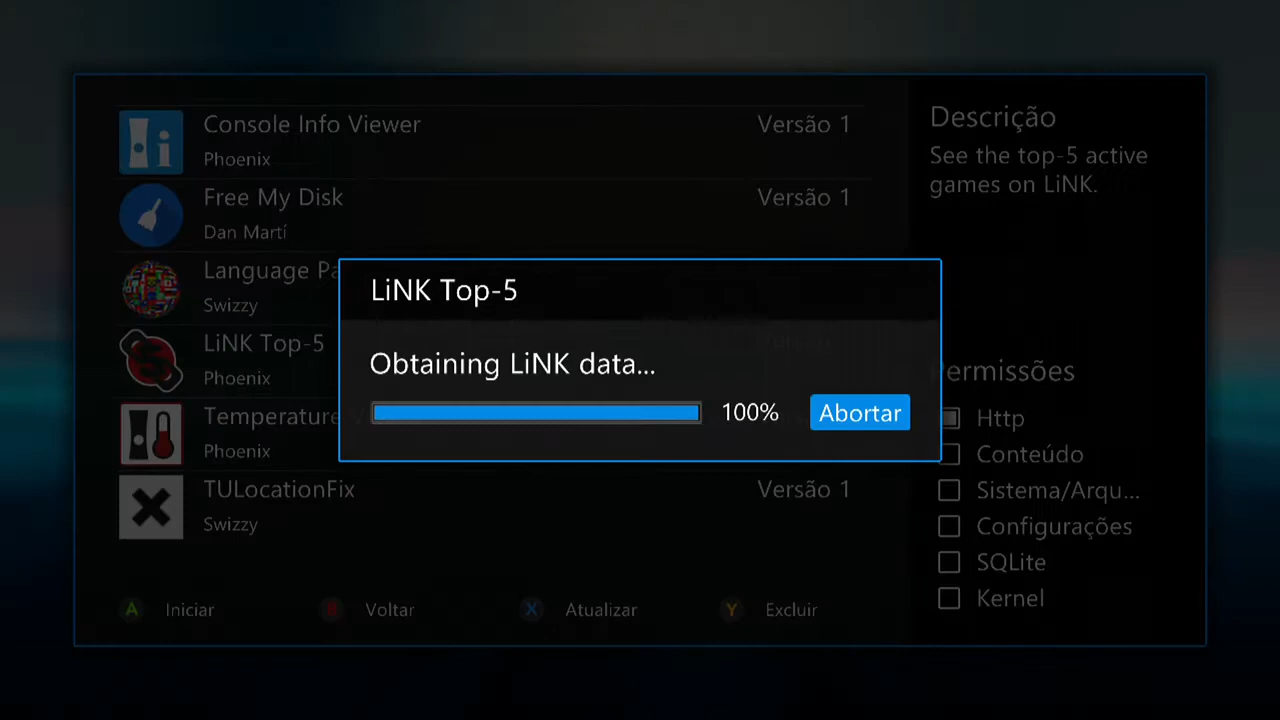 Console Info Viewer Versão 1
Phoenix
Free My Disk Versão 1
Dan Martí
Language Pa
Swizzy
LiNK Top-5
Phoenix
Temperature
Phoenix
TULocationFix Versão 1
Swizzy
A Iniciar B Voltar X Atualizar Y Excluir
Descrição
See the top-5 active
games on LiNK.
Permissões
Http
Conteúdo
Sistema/Arqu...
Configurações
SQLite
Kernel
LiNK Top-5
Obtaining LiNK data...
100% Abortar